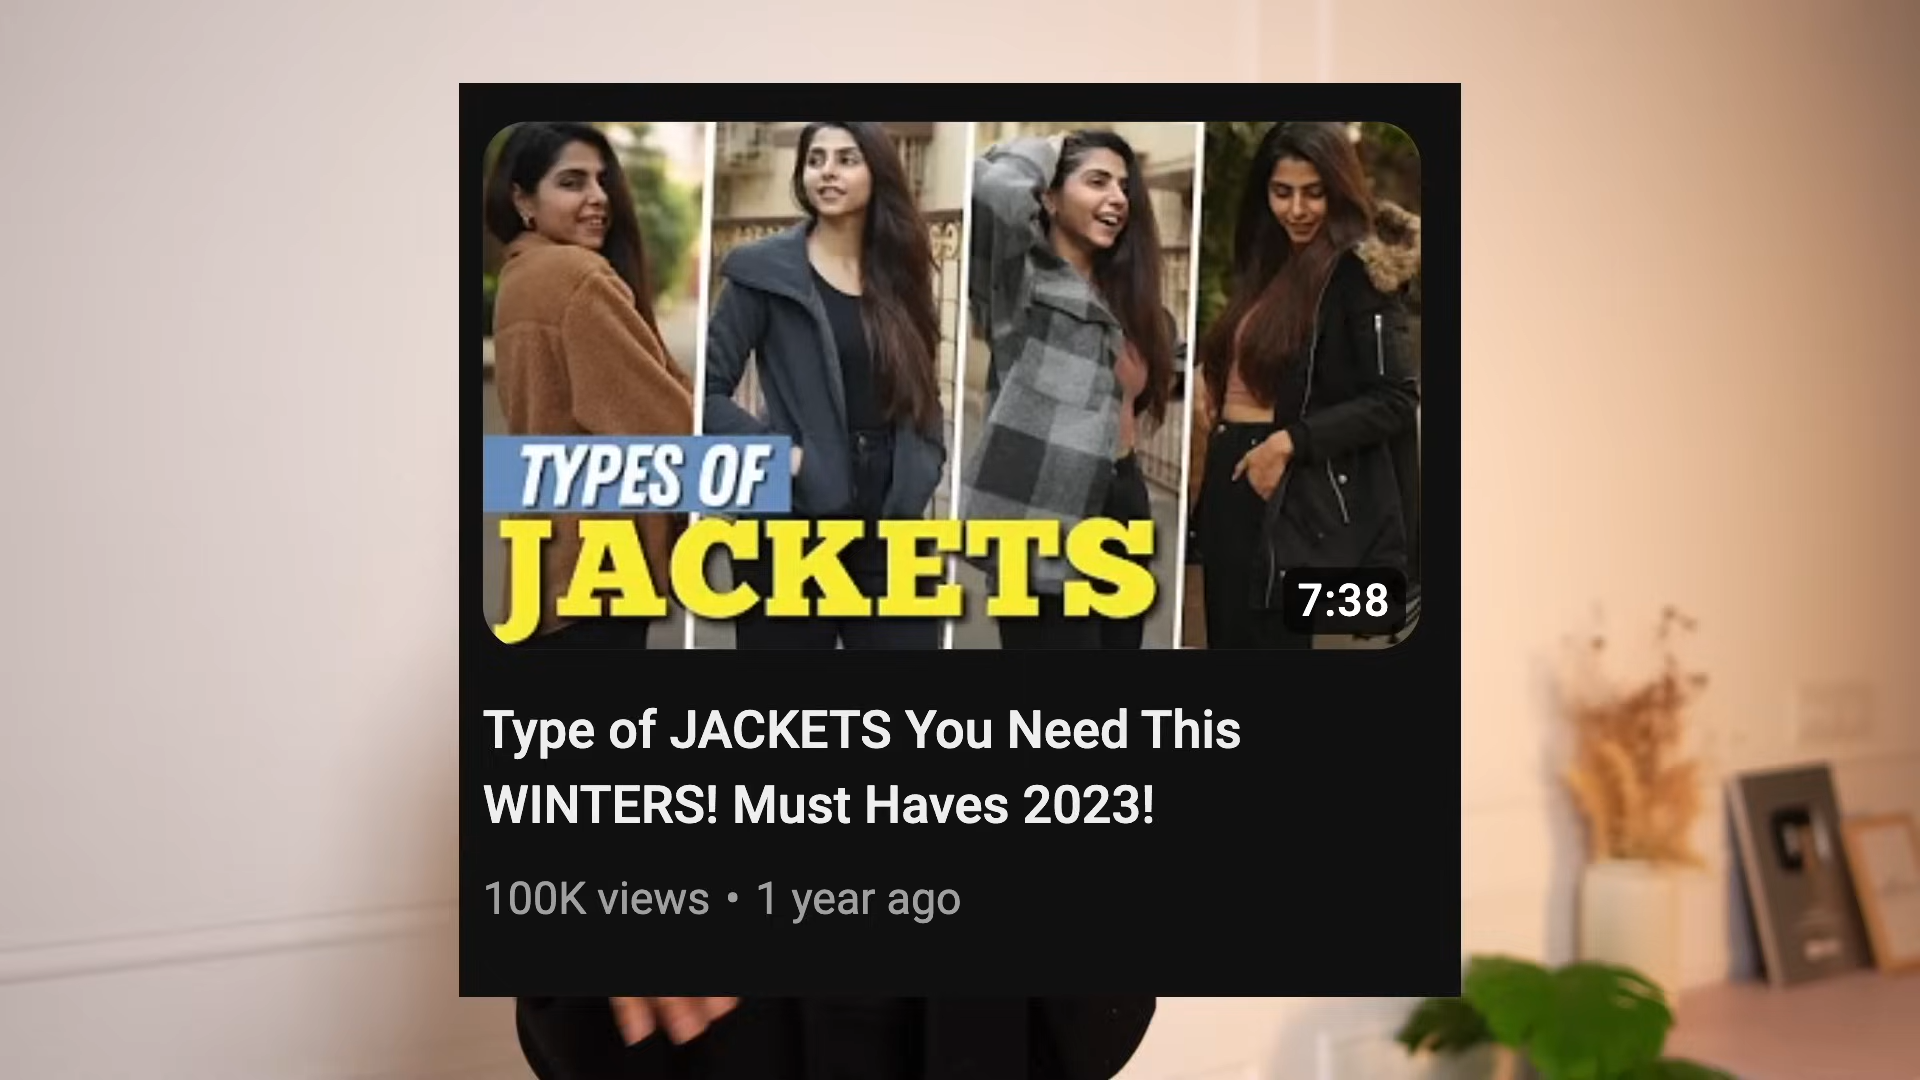 TYPES OF
JACKETS
7:38
Type of JACKETS You Need This
WINTERS! Must Haves 2023!
100K views • 1 year ago